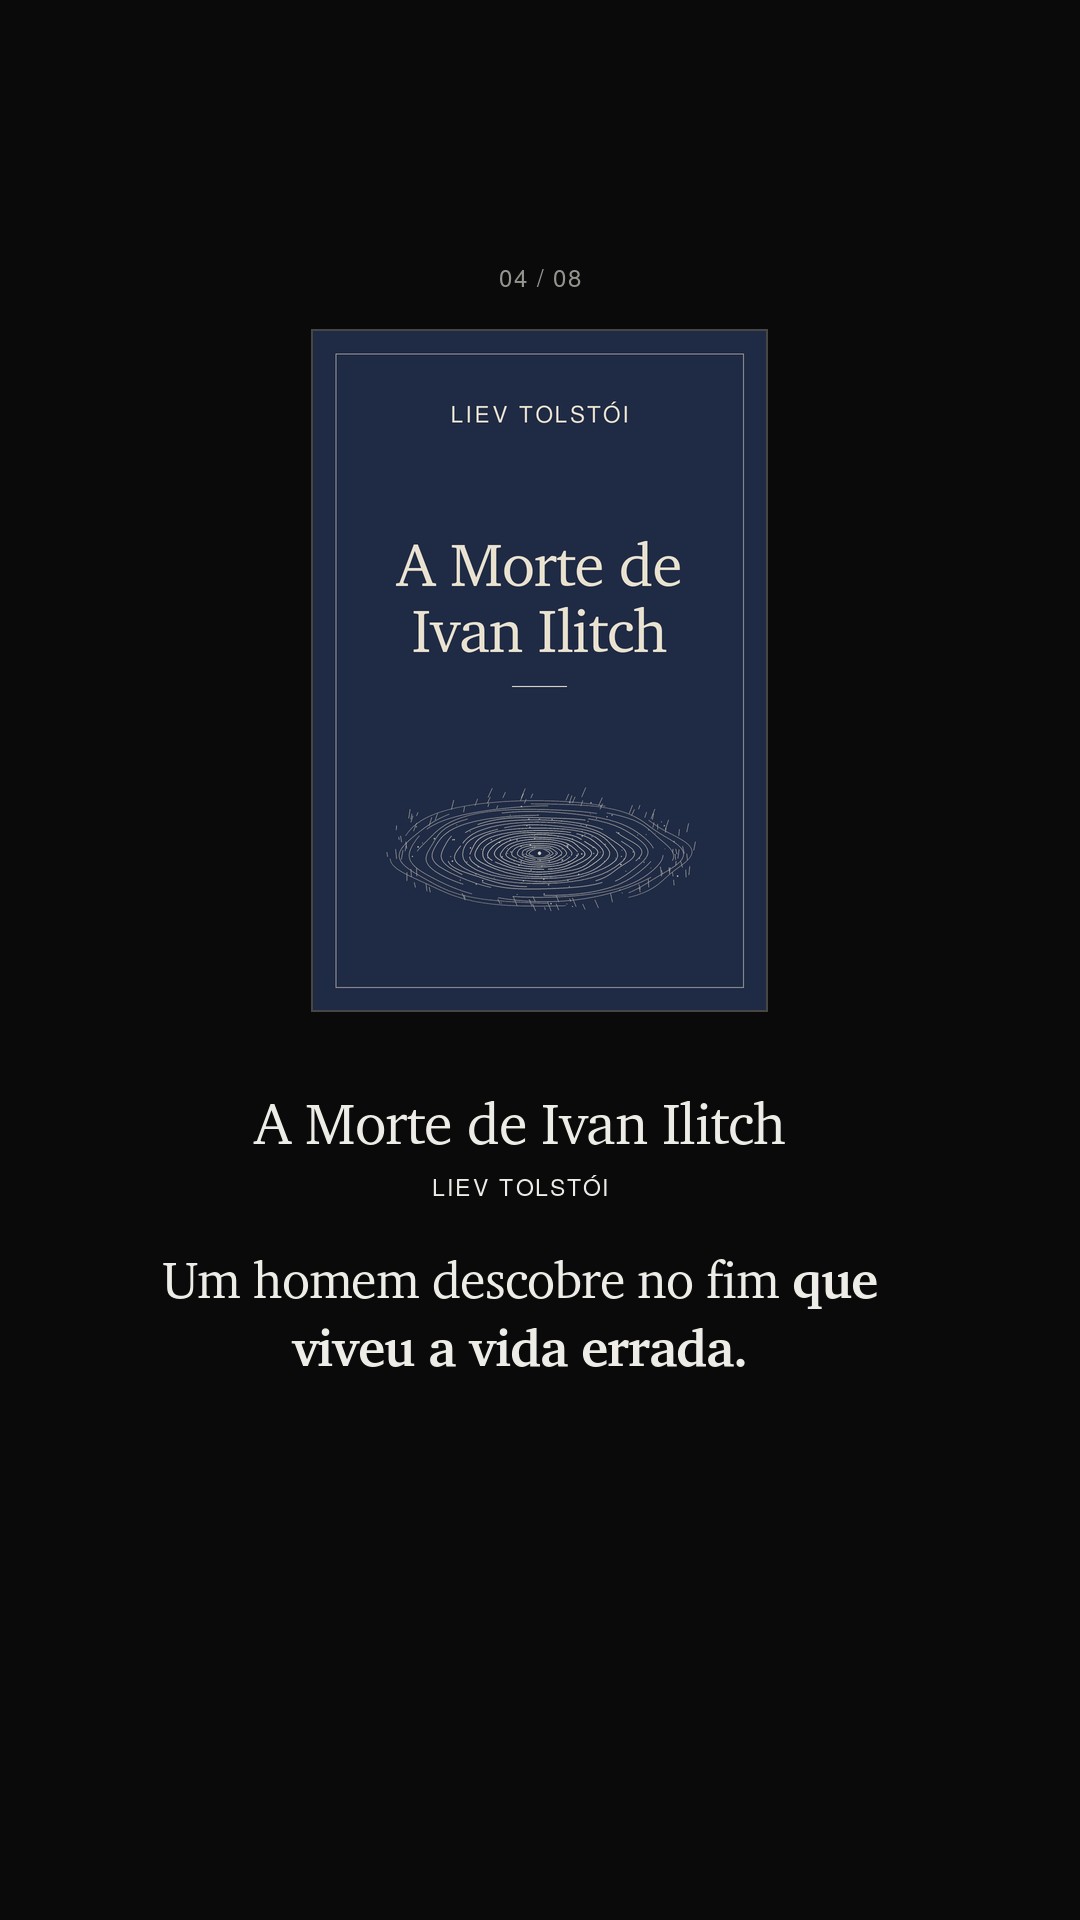 04 / 08
LIEV TOLSTÓI
A Morte de
Ivan Ilitch
A Morte de Ivan Ilitch
LIEV TOLSTÓI
Um homem descobre no fim que
viveu a vida errada.